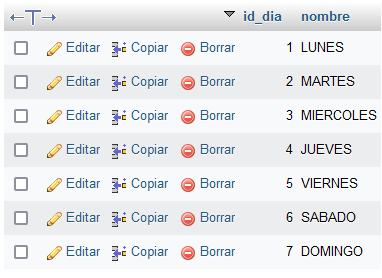 id_dia nombre
Editar Copiar Borrar 1 LUNES
Editar Copiar Borrar 2 MARTES
Editar Copiar Borrar 3 MIERCOLES
Editar Copiar Borrar 4 JUEVES
Editar Copiar Borrar 5 VIERNES
Editar Copiar Borrar 6 SABADO
Editar Copiar Borrar 7 DOMINGO